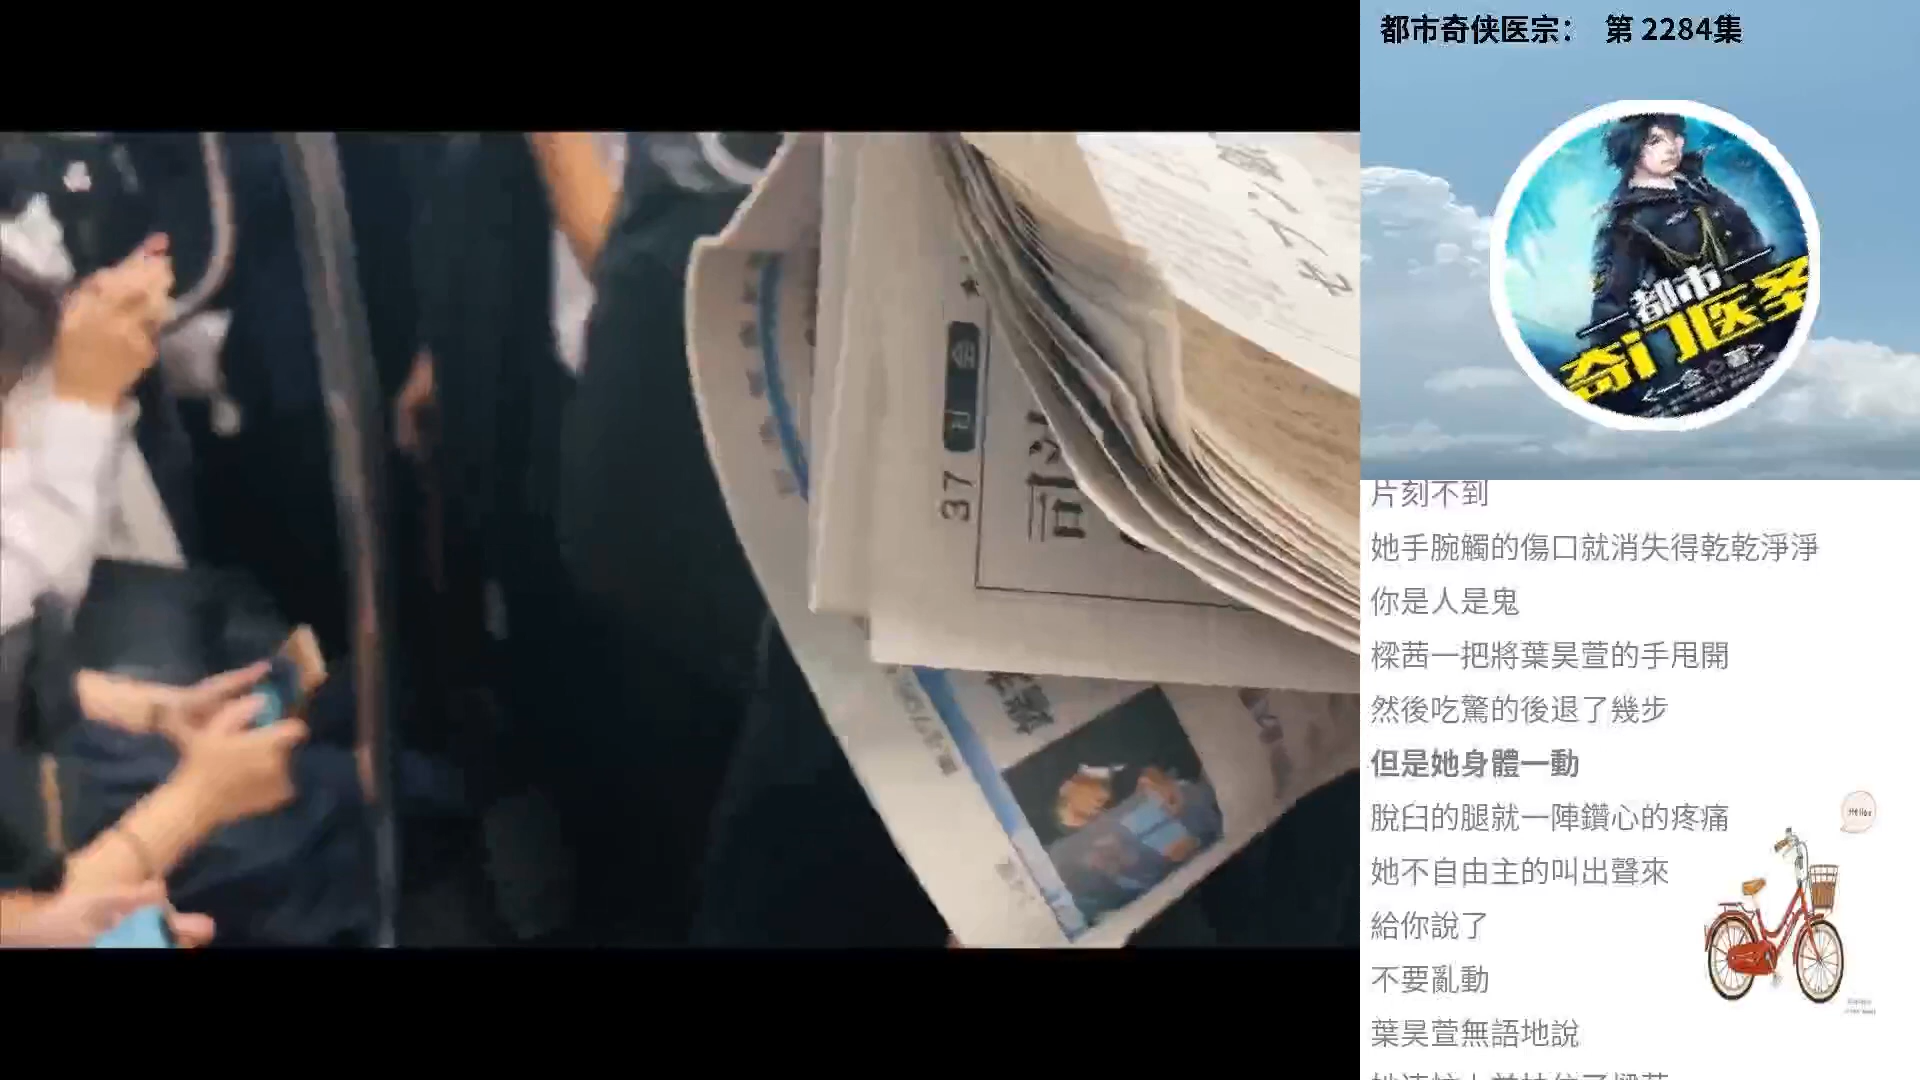 都市奇侠医宗： 第 2284集
都市
奇门医圣
37
片刻不到
她手腕觸的傷口就消失得乾乾淨淨
你是人是鬼
樑茜一把將葉昊萱的手甩開
然後吃驚的後退了幾步
但是她身體一動
脫臼的腿就一陣鑽心的疼痛
她不自由主的叫出聲來
給你說了
不要亂動
葉昊萱無語地說